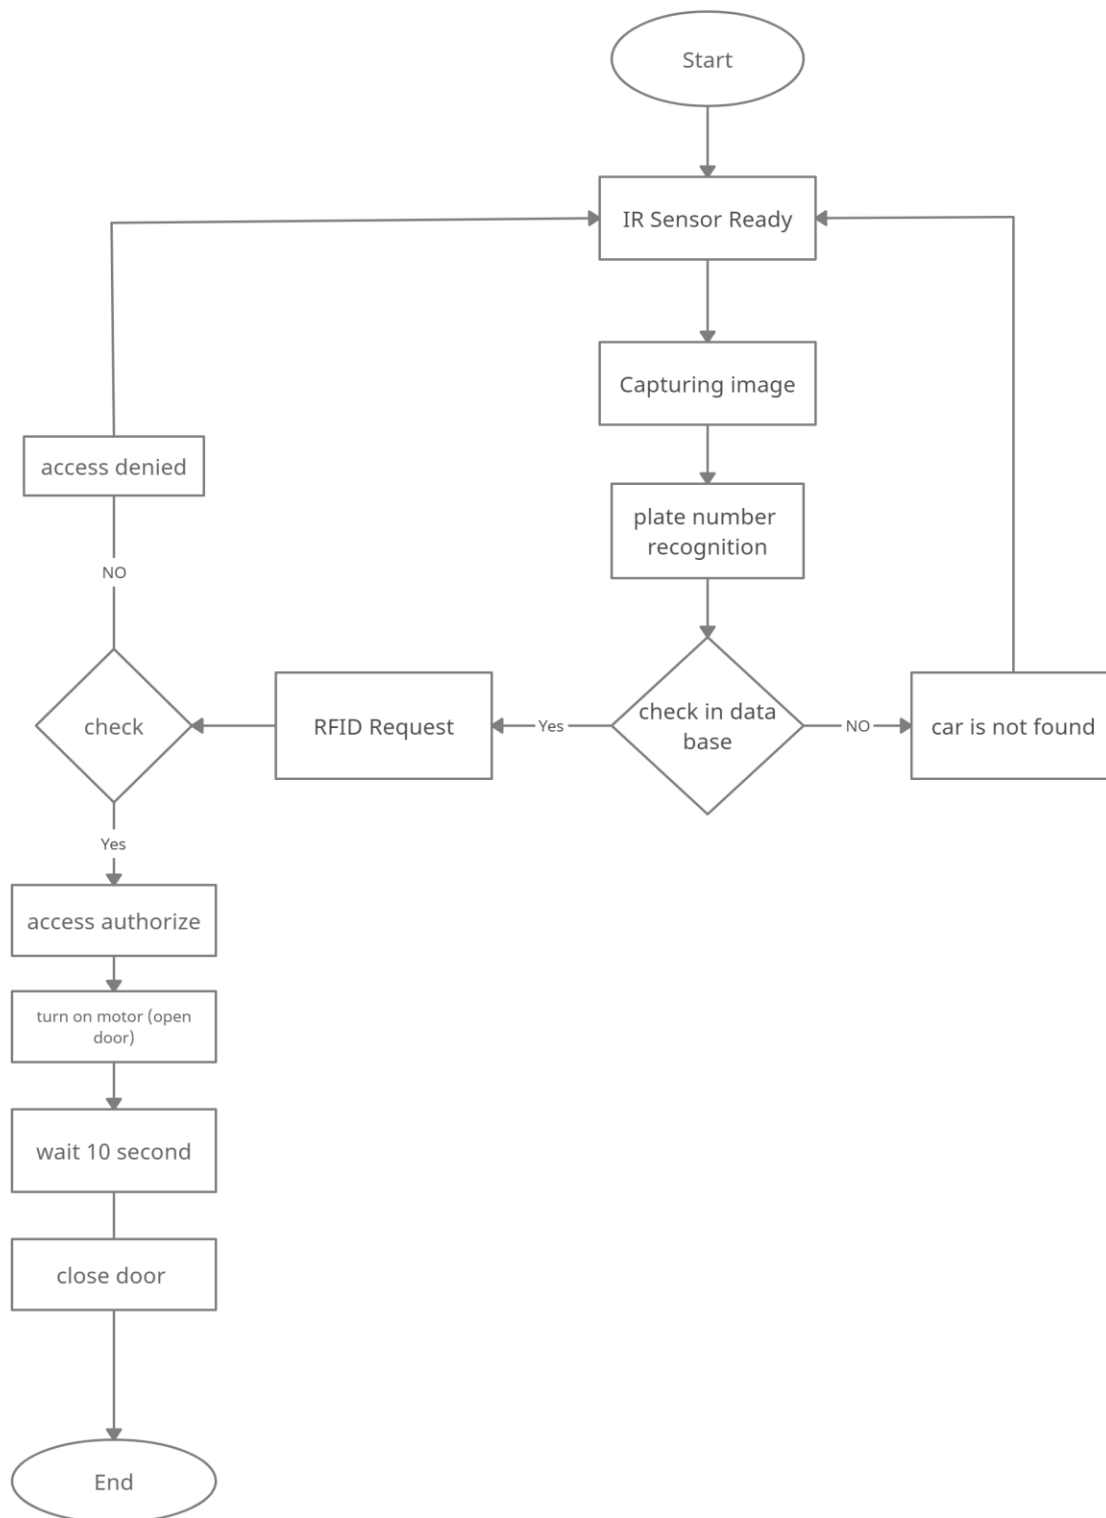 Start
IR Sensor Ready
Capturing image
access denied
plate number
recognition
NO
check in data
base
check
RFID Request
Yes
NO
car is not found
Yes
access authorize
turn on motor (open
door)
wait 10 second
close door
End